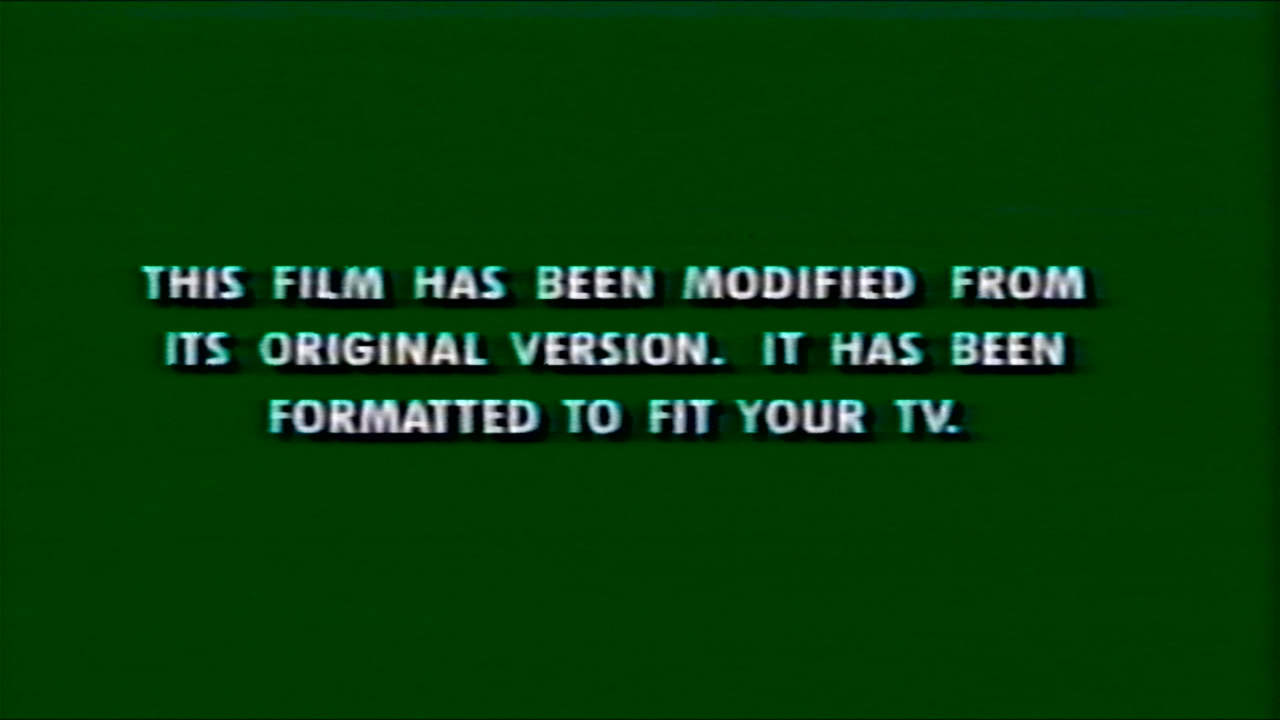 THIS FILM HAS BEEN MODIFIED FROM
ITS ORIGINAL VERSION. IT HAS BEEN
FORMATTED TO FIT YOUR TV.